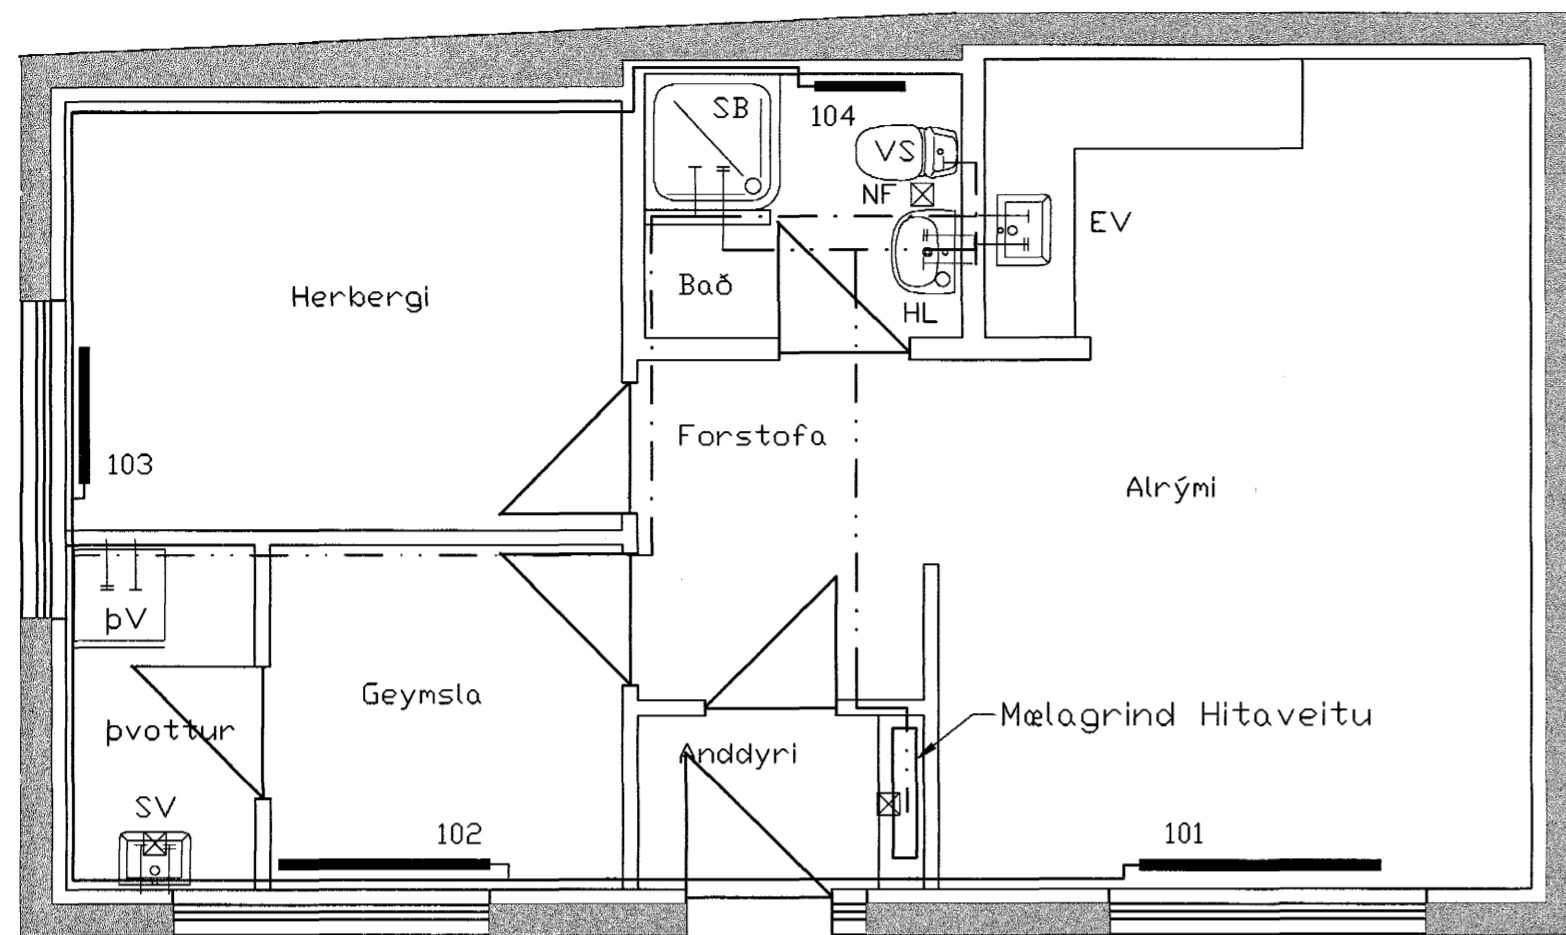 SB
104
VS
NF
EV
Herbergi
Bað
HL
Forstofa
103
Alrými
þV
Geymsla
Mælagrind Hitaveitu
þvottur
Anddyri
SV
102
101